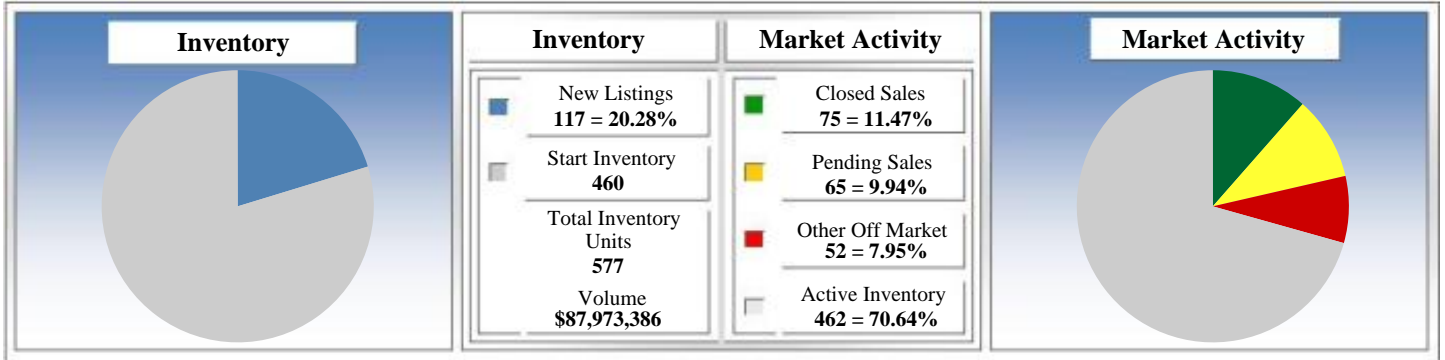 Inventory
Inventory
Market Activity
New Listings
117 = 20.28%
Start Inventory
460
Total Inventory
Units
577
Volume
$87,973,386
Closed Sales
75 = 11.47%
Pending Sales
65 = 9.94%
Other Off Market
52 = 7.95%
Active Inventory
462 = 70.64%
Market Activity